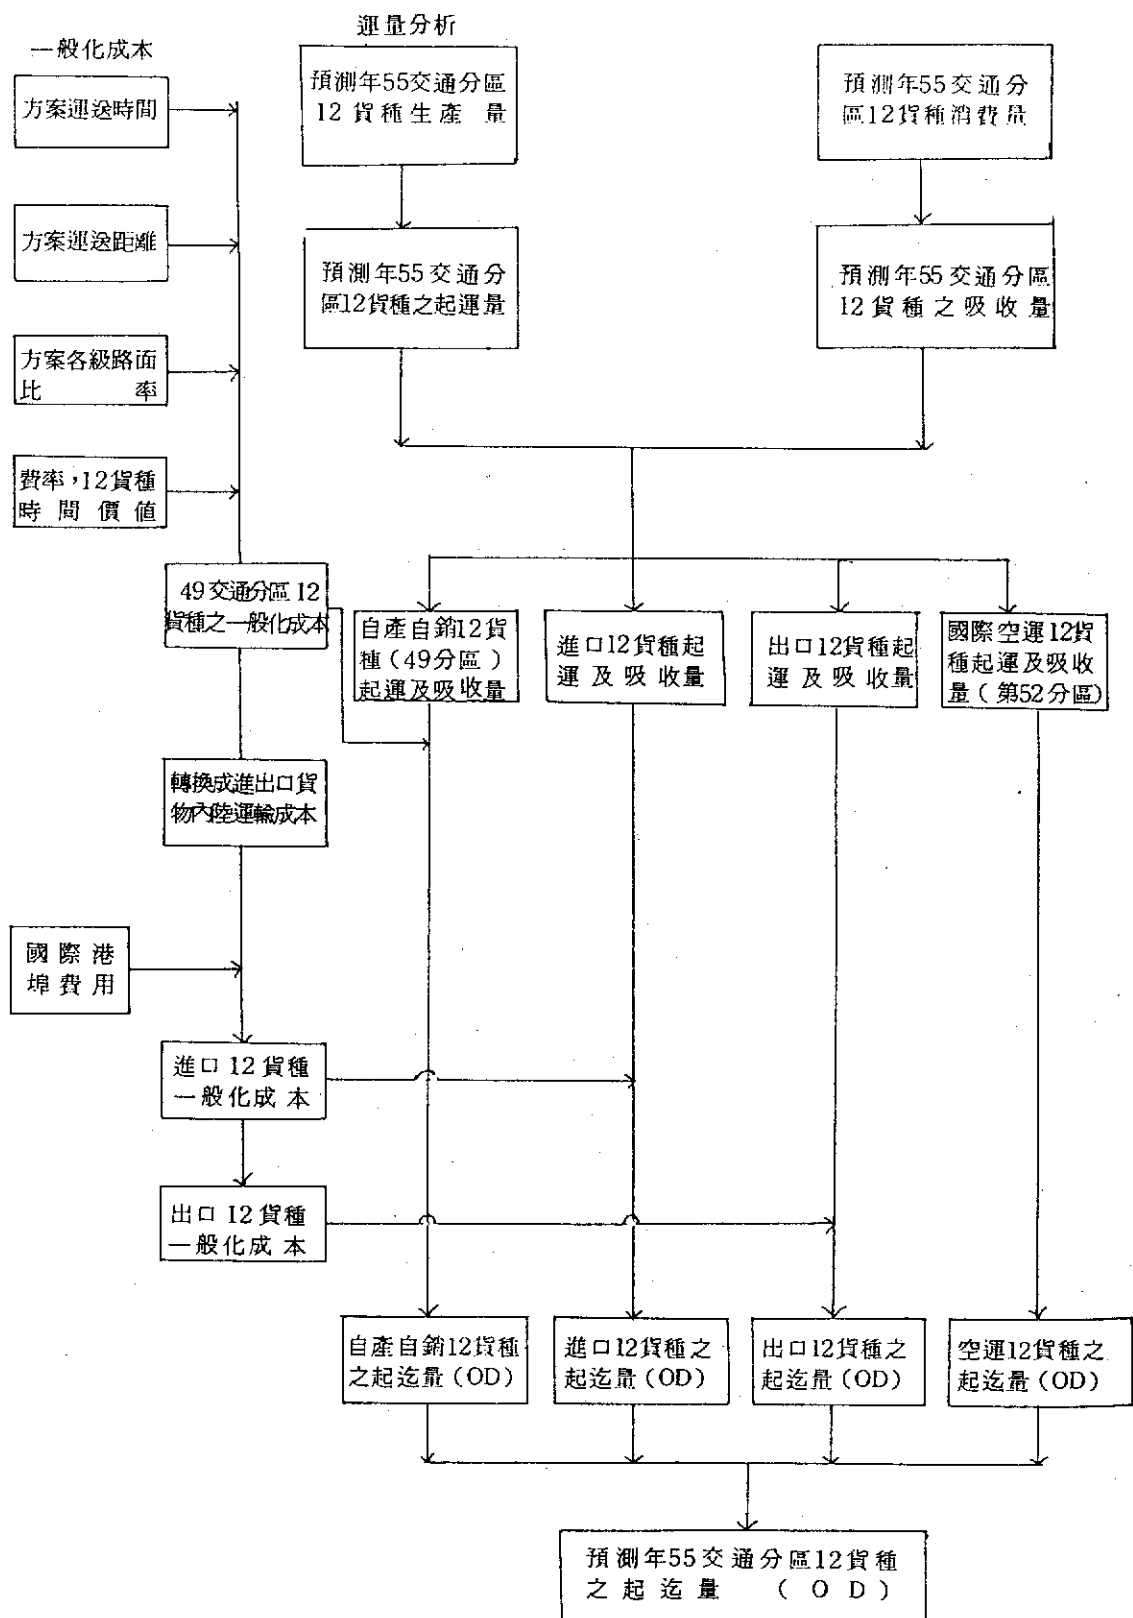 運量分析
一般化成本
方案運送時間
方案運送距離
方案各級路面
比率
費率,12貨種
時間價值
預測年55交通分區
12貨種生產量
預測年55交通分
區12貨種消費量
預測年55交通分
區12貨種之起運量
預測年55交通分區
12貨種之吸收量
49交通分區12
貨種之一般化成本
自產自銷12貨
種(49分區)
起運及吸收量
進口12貨種起
運及吸收量
出口12貨種起
運及吸收量
國際空運12貨
種起運及吸收
量(第52分區)
轉換成進出口貨
物內陸運輸成本
國際港
埠費用
進口12貨種
一般化成本
出口12貨種
一般化成本
自產自銷12貨種
之起迄量(OD)
進口12貨種之
起迄量(OD)
出口12貨種之
起迄量(OD)
空運12貨種之
起迄量(OD)
預測年55交通分區12貨種
之起迄量(OD)